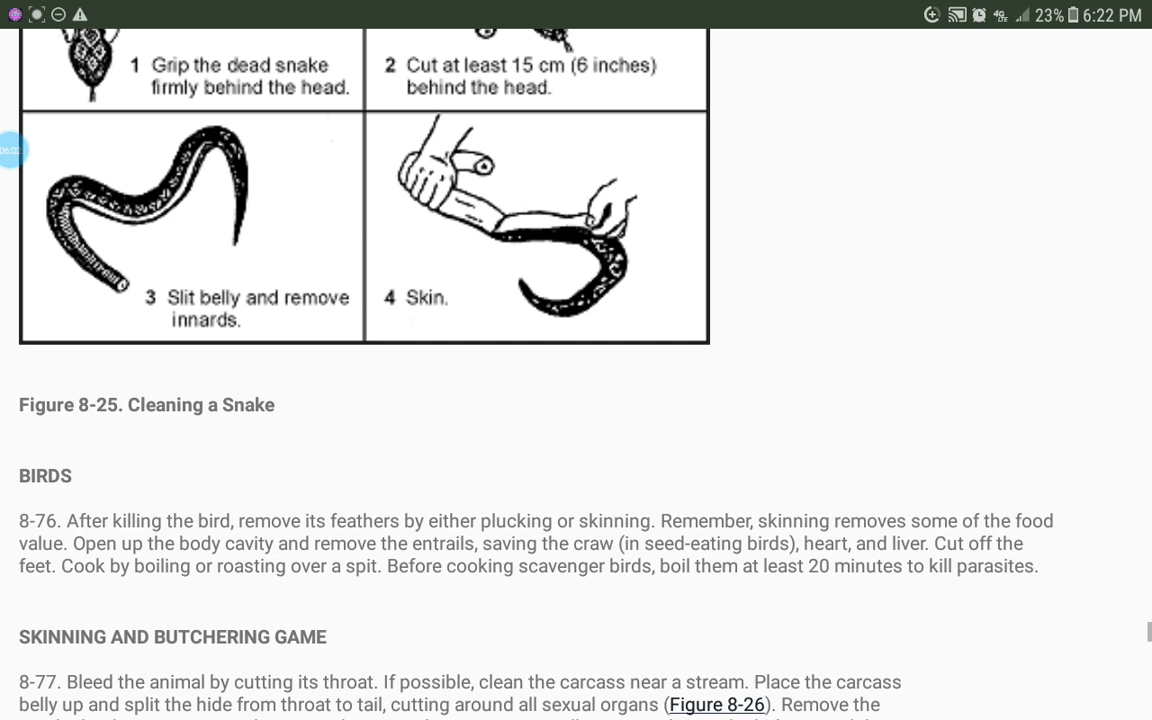 23% 6:22 PM
1 Grip the dead snake
firmly behind the head.
2 Cut at least 15 cm (6 inches)
behind the head.
3 Slit belly and remove
innards.
4 Skin.
Figure 8-25. Cleaning a Snake
BIRDS
8-76. After killing the bird, remove its feathers by either plucking or skinning. Remember, skinning removes some of the food
value. Open up the body cavity and remove the entrails, saving the craw (in seed-eating birds), heart, and liver. Cut off the
feet. Cook by boiling or roasting over a spit. Before cooking scavenger birds, boil them at least 20 minutes to kill parasites.
SKINNING AND BUTCHERING GAME
8-77. Bleed the animal by cutting its throat. If possible, clean the carcass near a stream. Place the carcass
belly up and split the hide from throat to tail, cutting around all sexual organs (Figure 8-26). Remove the